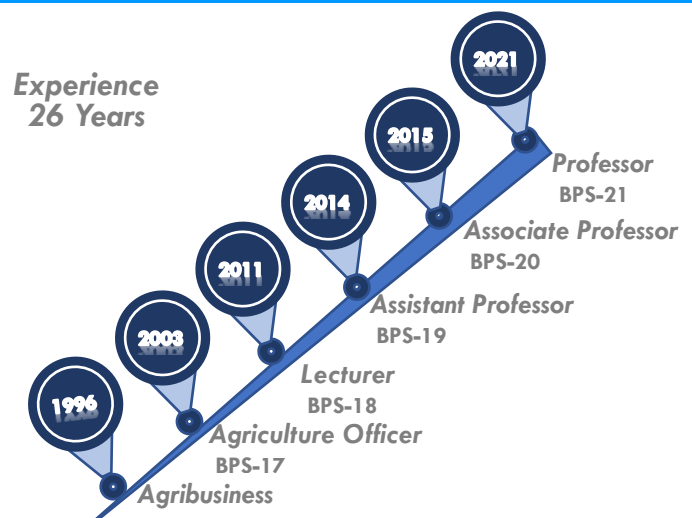 Experience
26 Years
2021
Professor
BPS-21
2015
Associate Professor
BPS-20
2014
Assistant Professor
BPS-19
2011
Lecturer
BPS-18
2003
Agriculture Officer
BPS-17
1996
Agribusiness